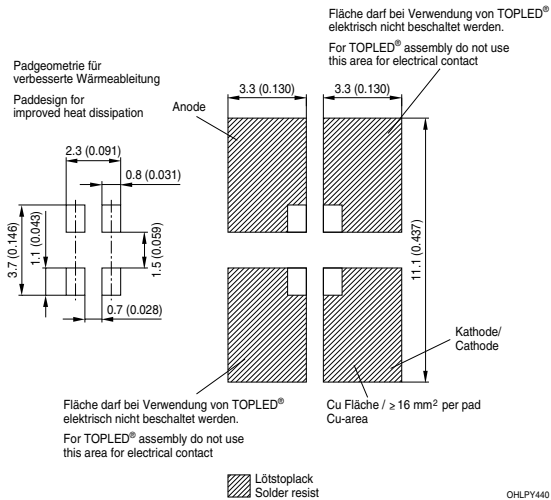 Fläche darf bei Verwendung von TOPLED®
elektrisch nicht beschaltet werden.
For TOPLED® assembly do not use
this area for electrical contact
Padgeometrie für
verbesserte Wärmeableitung
Paddesign for
improved heat dissipation
3.3 (0.130)
3.3 (0.130)
Anode
2.3 (0.091)
0.8 (0.031)
3.7 (0.146)
1.1 (0.043)
1.5 (0.059)
11.1 (0.437)
0.7 (0.028)
Kathode/
Cathode
Fläche darf bei Verwendung von TOPLED®
elektrisch nicht beschaltet werden.
For TOPLED® assembly do not use
this area for electrical contact
Cu Fläche / ≥ 16 mm² per pad
Cu-area
Lötstoplack
Solder resist
OHLPY440